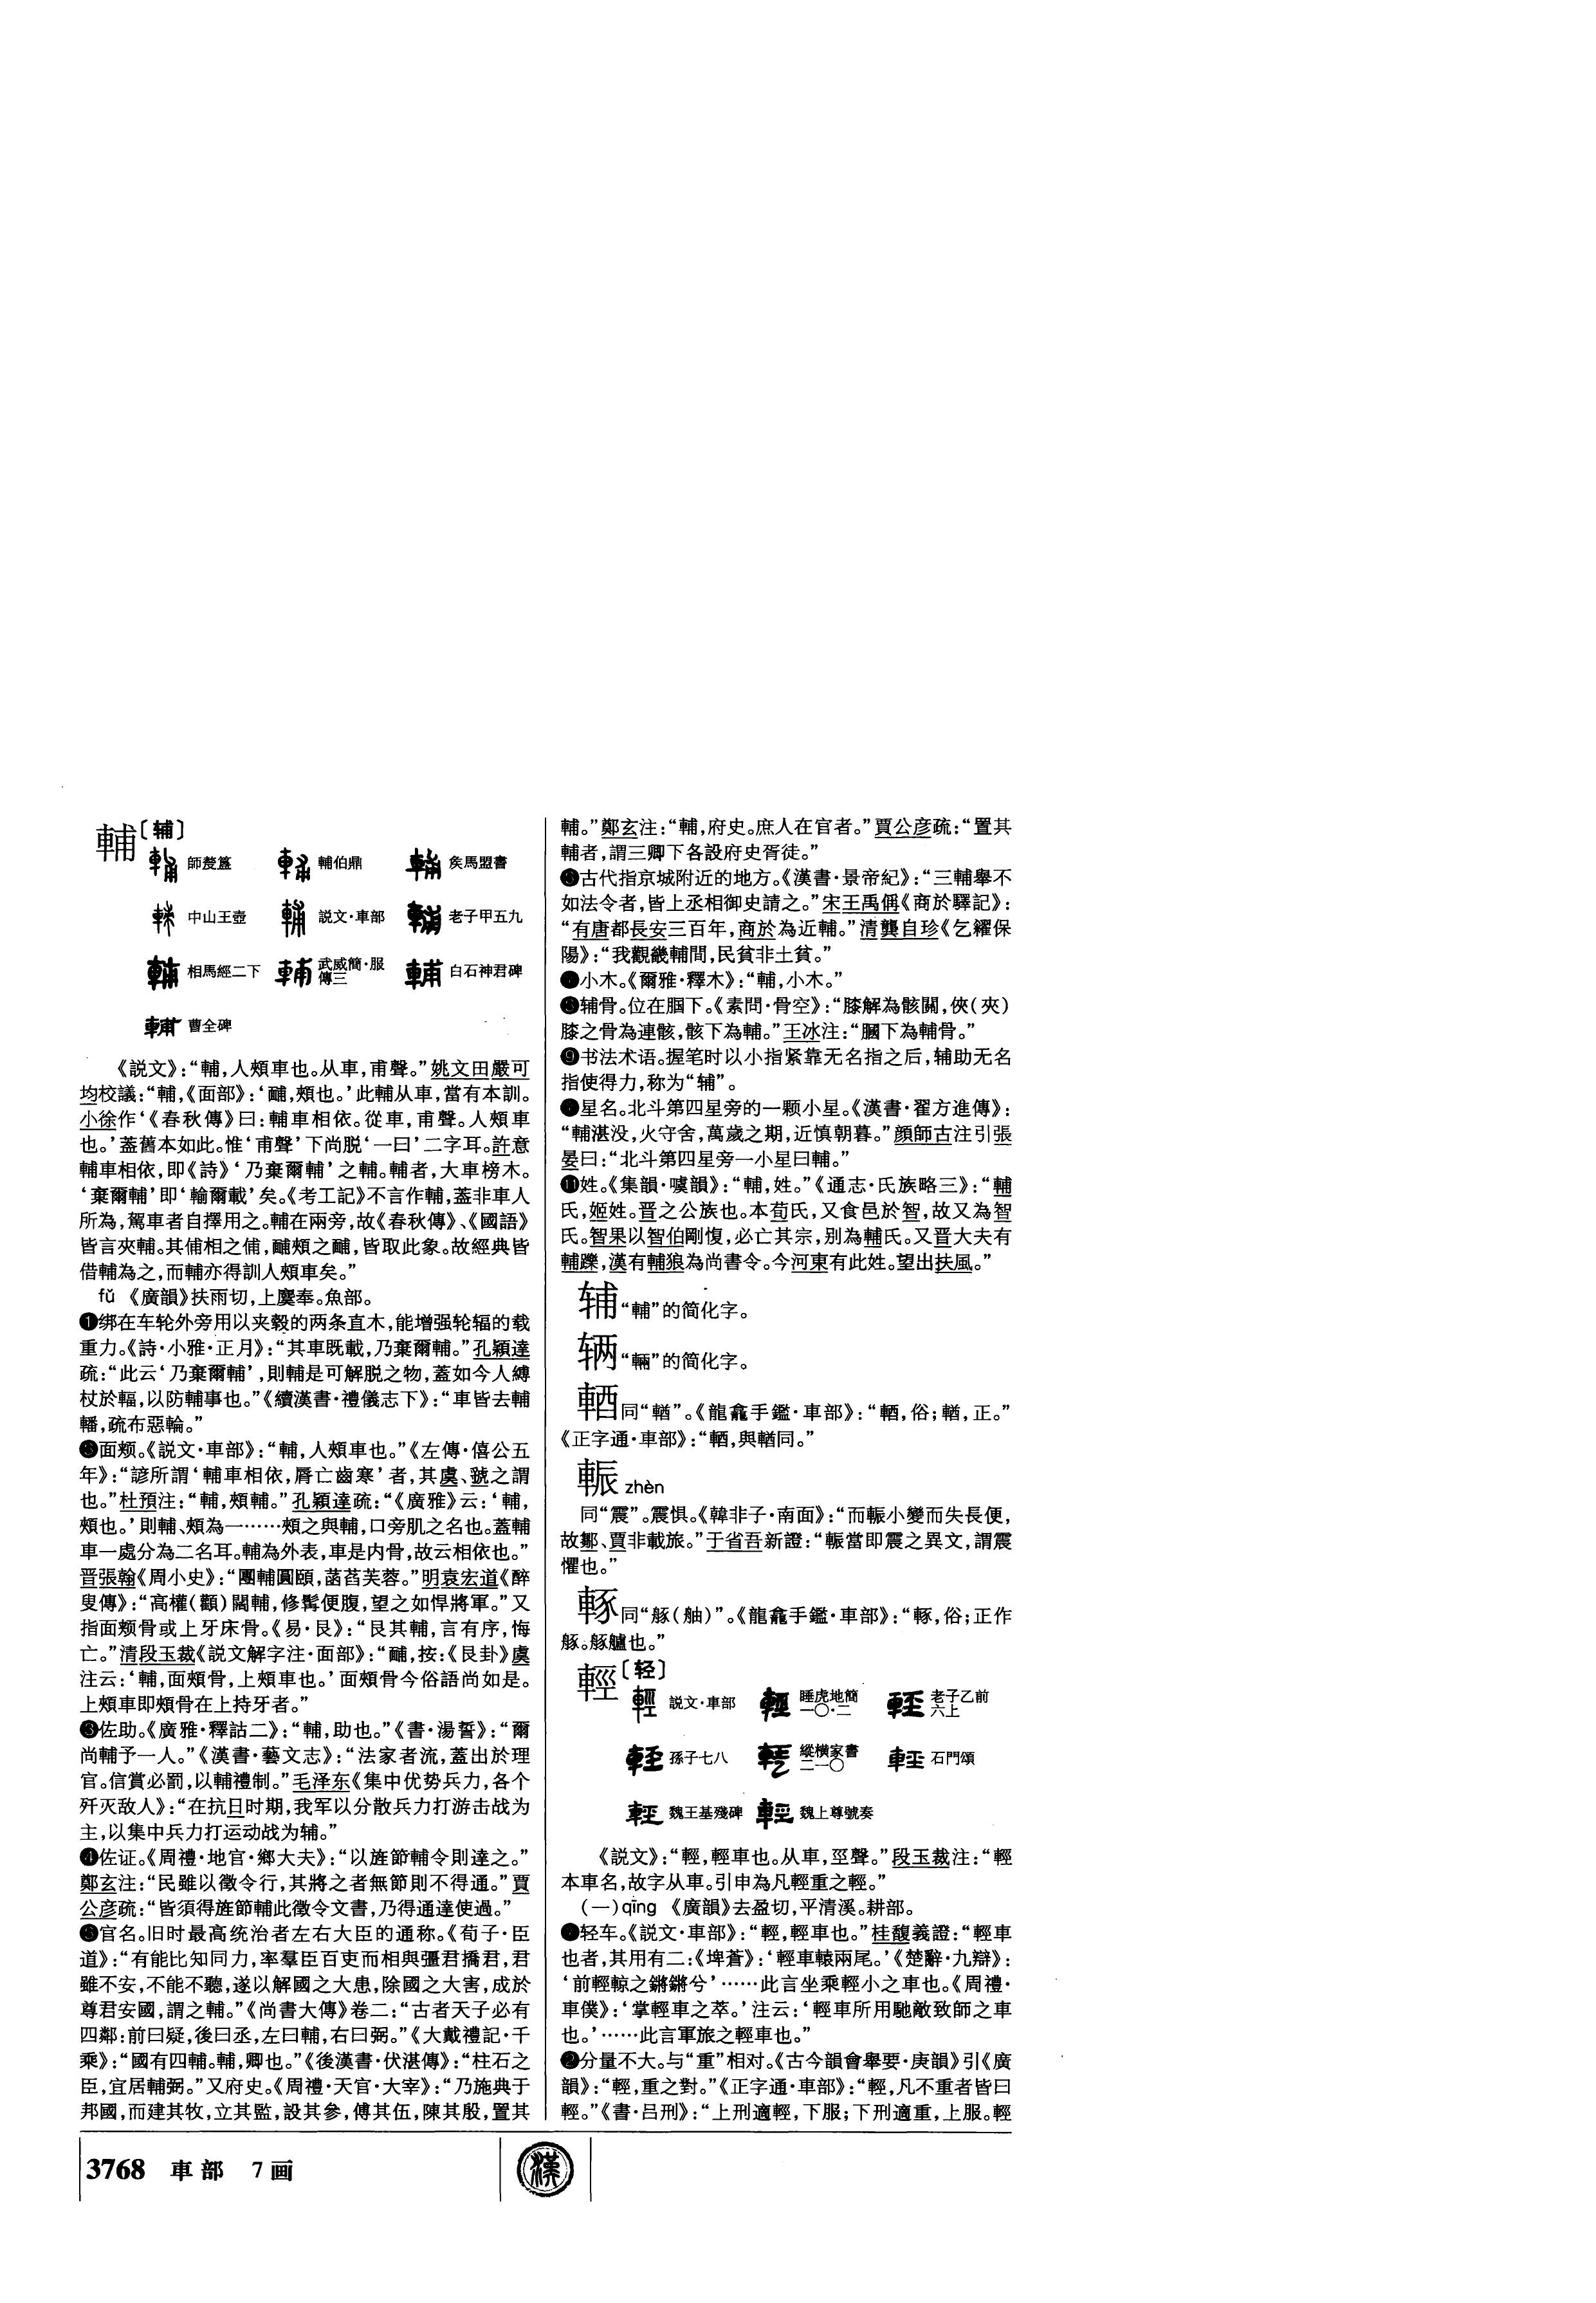 輔〔辅〕
師嫠簋 輔伯鼎 矦馬盟書
中山王壺 説文·車部 老子甲五九
相馬經二下 武威簡·服傳三 白石神君碑
曹全碑
《説文》：“輔，人頰車也。从車，甫聲。”姚文田嚴可
均校議：“輔，《面部》：‘䩉，頰也。’此輔从車，當有本訓。
小徐作‘《春秋傳》曰：輔車相依。從車，甫聲。人頰車
也。’蓋舊本如此。惟‘甫聲’下尚脱‘一曰’二字耳。許意
輔車相依，即《詩》‘乃棄爾輔’之輔。輔者，大車榜木。
‘棄爾輔’即‘輸爾載’矣。《考工記》不言作輔，蓋非車人
所為，駕車者自擇用之。輔在兩旁，故《春秋傳》、《國語》
皆言夾輔。其俌相之俌，䩉頰之䩉，皆取此象。故經典皆
借輔為之，而輔亦得訓人頰車矣。”
fǔ 《廣韻》扶雨切，上麌奉。魚部。
❶绑在车轮外旁用以夹毂的两条直木，能增强轮辐的载
重力。《詩·小雅·正月》：“其車既載，乃棄爾輔。”孔穎達
疏：“此云‘乃棄爾輔’，則輔是可解脱之物，蓋如今人縛
杖於輻，以防輔事也。”《續漢書·禮儀志下》：“車皆去輔
轓，疏布惡輪。”
❷面颊。《説文·車部》：“輔，人頰車也。”《左傳·僖公五
年》：“諺所謂‘輔車相依，脣亡齒寒’者，其虞、虢之謂
也。”杜預注：“輔，頰輔。”孔穎達疏：“《廣雅》云：‘輔，
頰也。’則輔、頰為一……頰之與輔，口旁肌之名也。蓋輔
車一處分為二名耳。輔為外表，車是内骨，故云相依也。”
晋張翰《周小史》：“團輔圓頤，菡萏芙蓉。”明袁宏道《醉
叟傳》：“高權(顴)闊輔，修髯便腹，望之如悍將軍。”又
指面颊骨或上牙床骨。《易·艮》：“艮其輔，言有序，悔
亡。”清段玉裁《説文解字注·面部》：“䩉，按：《艮卦》虞
注云：‘輔，面頰骨，上頰車也。’面頰骨今俗語尚如是。
上頰車即頰骨在上持牙者。”
❸佐助。《廣雅·釋詁二》：“輔，助也。”《書·湯誓》：“爾
尚輔予一人。”《漢書·藝文志》：“法家者流，蓋出於理
官。信賞必罰，以輔禮制。”毛泽东《集中优势兵力，各个
歼灭敌人》：“在抗日时期，我军以分散兵力打游击战为
主，以集中兵力打运动战为辅。”
❹佐证。《周禮·地官·鄉大夫》：“以旌節輔令則達之。”
鄭玄注：“民雖以徵令行，其將之者無節則不得通。”賈
公彦疏：“皆須得旌節輔此徵令文書，乃得通達使過。”
❺官名。旧时最高统治者左右大臣的通称。《荀子·臣
道》：“有能比知同力，率羣臣百吏而相與彊君撟君，君
雖不安，不能不聽，遂以解國之大患，除國之大害，成於
尊君安國，謂之輔。”《尚書大傳》卷二：“古者天子必有
四鄰：前曰疑，後曰丞，左曰輔，右曰弼。”《大戴禮記·千
乘》：“國有四輔。輔，卿也。”《後漢書·伏湛傳》：“柱石之
臣，宜居輔弼。”又府史。《周禮·天官·大宰》：“乃施典于
邦國，而建其牧，立其監，設其參，傅其伍，陳其殷，置其
輔。”鄭玄注：“輔，府史。庶人在官者。”賈公彦疏：“置其
輔者，謂三卿下各設府史胥徒。”
❻古代指京城附近的地方。《漢書·景帝紀》：“三輔舉不
如法令者，皆上丞相御史請之。”宋王禹偁《商於驛記》：
“有唐都長安三百年，商於為近輔。”清龔自珍《乞糴保
陽》：“我觀畿輔間，民貧非土貧。”
❼小木。《爾雅·釋木》：“輔，小木。”
❽辅骨。位在腘下。《素問·骨空》：“膝解為骸關，俠(夾)
膝之骨為連骸，骸下為輔。”王冰注：“膕下為輔骨。”
❾书法术语。握笔时以小指紧靠无名指之后，辅助无名
指使得力，称为“辅”。
❿星名。北斗第四星旁的一颗小星。《漢書·翟方進傳》：
“輔湛没，火守舍，萬歲之期，近慎朝暮。”顔師古注引張
晏曰：“北斗第四星旁一小星曰輔。”
⓫姓。《集韻·噳韻》：“輔，姓。”《通志·氏族略三》：“輔
氏，姬姓。晋之公族也。本荀氏，又食邑於智，故又為智
氏。智果以智伯剛愎，必亡其宗，别為輔氏。又晋大夫有
輔躒，漢有輔狼為尚書令。今河東有此姓。望出扶風。”
辅“輔”的简化字。
辆“輛”的简化字。
𨌅同“輶”。《龍龕手鑑·車部》：“𨌅，俗；輶，正。”
《正字通·車部》：“𨌅，與輶同。”
䡅 zhèn
同“震”。震惧。《韓非子·南面》：“而䡅小變而失長便，
故鄒、賈非載旅。”于省吾新證：“䡅當即震之異文，謂震
懼也。”
同“䑠(舳)”。《龍龕手鑑·車部》：“
，俗；正作
䑠。䑠艫也。”
輕〔轻〕
説文·車部 睡虎地簡一〇·二 老子乙前六上
孫子七八 縱横家書二一〇 石門頌
魏王基殘碑 魏上尊號奏
《説文》：“輕，輕車也。从車，巠聲。”段玉裁注：“輕
本車名，故字从車。引申為凡輕重之輕。”
(一)qīng 《廣韻》去盈切，平清溪。耕部。
❶轻车。《説文·車部》：“輕，輕車也。”桂馥義證：“輕車
也者，其用有二：《埤蒼》：‘輕車轅兩尾。’《楚辭·九辯》：
‘前輕輬之鏘鏘兮’……此言坐乘輕小之車也。《周禮·
車僕》：‘掌輕車之萃。’注云：‘輕車所用馳敵致師之車
也。’……此言軍旅之輕車也。”
❷分量不大。与“重”相对。《古今韻會舉要·庚韻》引《廣
韻》：“輕，重之對。”《正字通·車部》：“輕，凡不重者皆曰
輕。”《書·吕刑》：“上刑適輕，下服；下刑適重，上服。輕
3768 車部 7画
漢